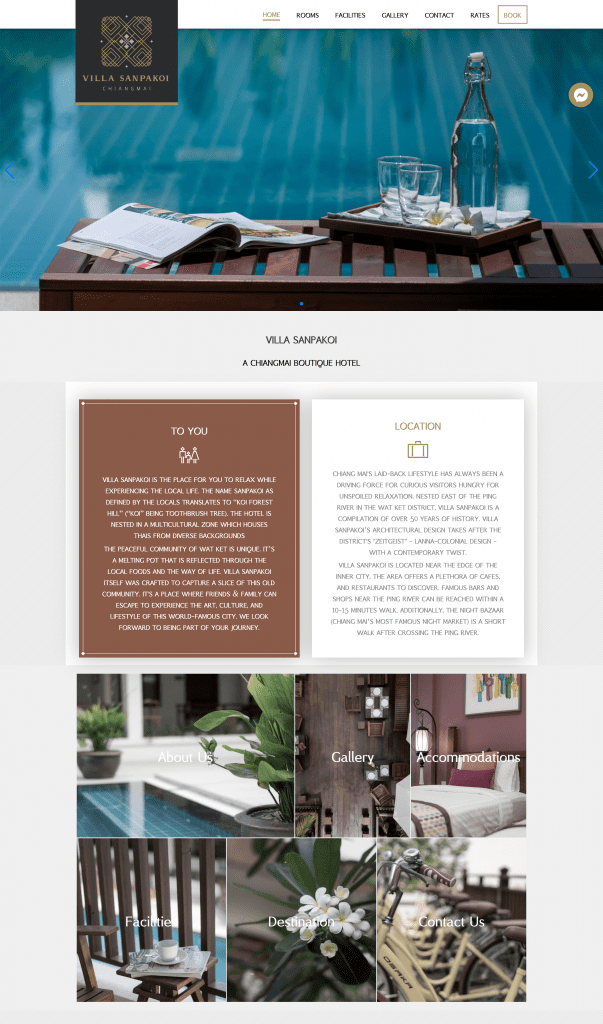 VILLA SANPAKOI
CHIANGMAI
HOME ROOMS FACILITIES GALLERY CONTACT RATES BOOK
VILLA SANPAKOI
A CHIANGMAI BOUTIQUE HOTEL
TO YOU
VILLA SANPAKOI IS THE PLACE FOR YOU TO RELAX WHILE
EXPERIENCING THE LOCAL LIFE. THE NAME SANPAKOI AS
DEFINED BY THE LOCALS TRANSLATES TO "KOI FOREST
HILL" ("KOI" BEING TOOTHBRUSH TREE). THE HOTEL IS
NESTED IN A MULTICULTURAL ZONE WHICH HOUSES
THAIS FROM DIVERSE BACKGROUNDS
THE PEACEFUL COMMUNITY OF WAT KET IS UNIQUE. IT'S
A MELTING POT THAT IS REFLECTED THROUGH THE
LOCAL FOODS AND THE WAY OF LIFE. VILLA SANPAKOI
ITSELF WAS CRAFTED TO CAPTURE A SLICE OF THIS OLD
COMMUNITY. IT'S A PLACE WHERE FRIENDS & FAMILY CAN
ESCAPE TO EXPERIENCE THE ART, CULTURE, AND
LIFESTYLE OF THIS WORLD-FAMOUS CITY. WE LOOK
FORWARD TO BEING PART OF YOUR JOURNEY.
LOCATION
CHIANG MAI'S LAID-BACK LIFESTYLE HAS ALWAYS BEEN A
DRIVING FORCE FOR CURIOUS VISITORS HUNGRY FOR
UNSPOILED RELAXATION. NESTED EAST OF THE PING
RIVER IN THE WAT KET DISTRICT, VILLA SANPAKOI IS A
COMPILATION OF OVER 50 YEARS OF HISTORY. VILLA
SANPAKOI'S ARCHITECTURAL DESIGN TAKES AFTER THE
DISTRICT'S "ZEITGEIST" – LANNA-COLONIAL DESIGN –
WITH A CONTEMPORARY TWIST.
VILLA SANPAKOI IS LOCATED NEAR THE EDGE OF THE
INNER CITY. THE AREA OFFERS A PLETHORA OF CAFES,
AND RESTAURANTS TO DISCOVER. FAMOUS BARS AND
SHOPS NEAR THE PING RIVER CAN BE REACHED WITHIN A
10-15 MINUTES WALK. ADDITIONALLY, THE NIGHT BAZAAR
(CHIANG MAI'S MOST FAMOUS NIGHT MARKET) IS A SHORT
WALK AFTER CROSSING THE PING RIVER.
About Us
Gallery
Accommodations
Facilities
Destination
Contact Us
OSAKA